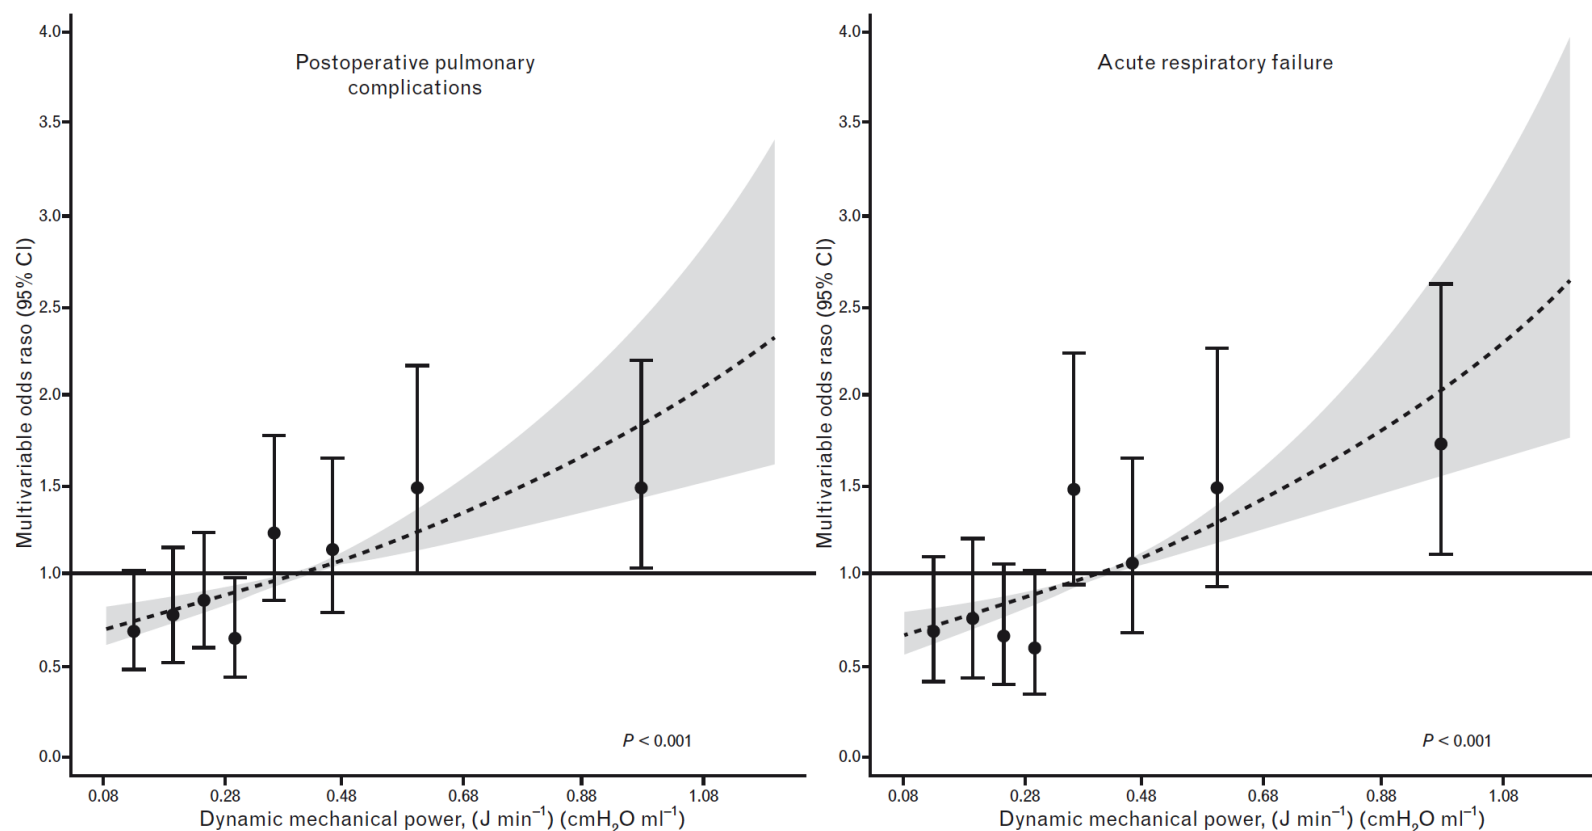 4.0
3.5
3.0
2.5
2.0
1.5
1.0
0.5
0.0
Multivariable odds raso (95% CI)
Postoperative pulmonary
complications
P < 0.001
0.08 0.28 0.48 0.68 0.88 1.08
Dynamic mechanical power, (J min⁻¹) (cmH₂O ml⁻¹)
4.0
3.5
3.0
2.5
2.0
1.5
1.0
0.5
0.0
Multivariable odds raso (95% CI)
Acute respiratory failure
P < 0.001
0.08 0.28 0.48 0.68 0.88 1.08
Dynamic mechanical power, (J min⁻¹) (cmH₂O ml⁻¹)